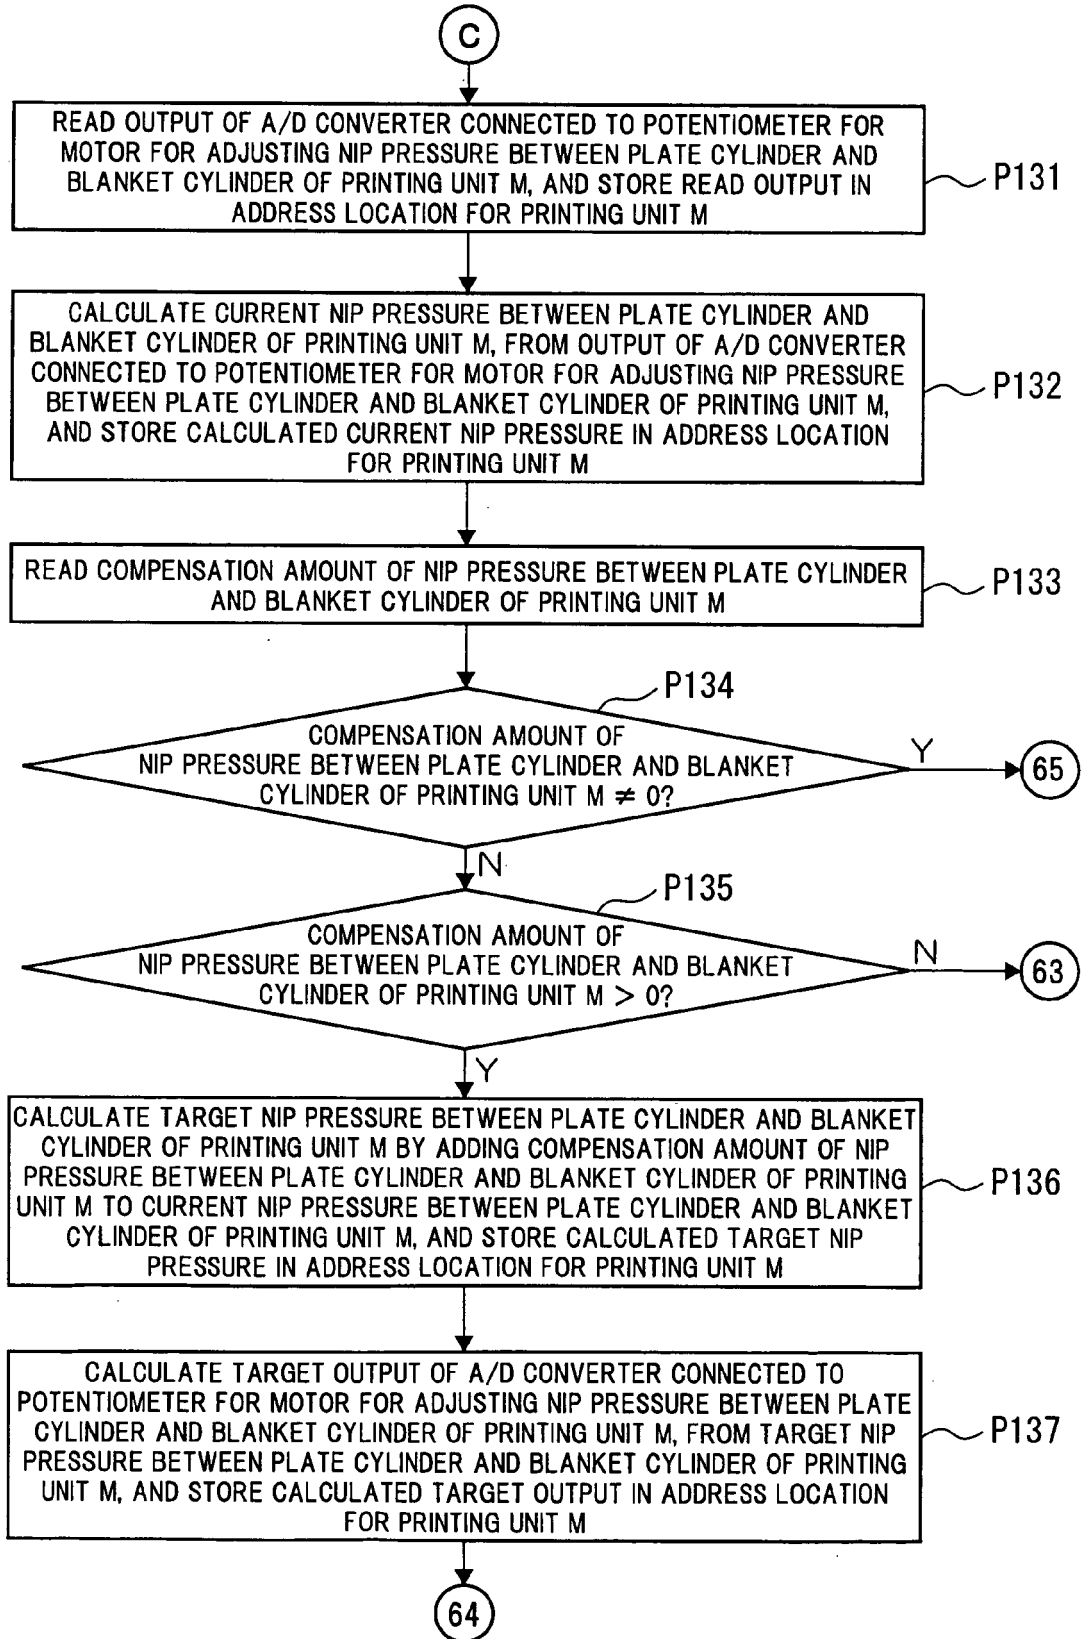 C
READ OUTPUT OF A/D CONVERTER CONNECTED TO POTENTIOMETER FOR
MOTOR FOR ADJUSTING NIP PRESSURE BETWEEN PLATE CYLINDER AND
BLANKET CYLINDER OF PRINTING UNIT M, AND STORE READ OUTPUT IN
ADDRESS LOCATION FOR PRINTING UNIT M
P131
CALCULATE CURRENT NIP PRESSURE BETWEEN PLATE CYLINDER AND
BLANKET CYLINDER OF PRINTING UNIT M, FROM OUTPUT OF A/D CONVERTER
CONNECTED TO POTENTIOMETER FOR MOTOR FOR ADJUSTING NIP PRESSURE
BETWEEN PLATE CYLINDER AND BLANKET CYLINDER OF PRINTING UNIT M,
AND STORE CALCULATED CURRENT NIP PRESSURE IN ADDRESS LOCATION
FOR PRINTING UNIT M
P132
READ COMPENSATION AMOUNT OF NIP PRESSURE BETWEEN PLATE CYLINDER
AND BLANKET CYLINDER OF PRINTING UNIT M
P133
P134
COMPENSATION AMOUNT OF
NIP PRESSURE BETWEEN PLATE CYLINDER AND BLANKET
CYLINDER OF PRINTING UNIT M ≠ 0?
Y
65
N
P135
COMPENSATION AMOUNT OF
NIP PRESSURE BETWEEN PLATE CYLINDER AND BLANKET
CYLINDER OF PRINTING UNIT M > 0?
N
63
Y
CALCULATE TARGET NIP PRESSURE BETWEEN PLATE CYLINDER AND BLANKET
CYLINDER OF PRINTING UNIT M BY ADDING COMPENSATION AMOUNT OF NIP
PRESSURE BETWEEN PLATE CYLINDER AND BLANKET CYLINDER OF PRINTING
UNIT M TO CURRENT NIP PRESSURE BETWEEN PLATE CYLINDER AND BLANKET
CYLINDER OF PRINTING UNIT M, AND STORE CALCULATED TARGET NIP
PRESSURE IN ADDRESS LOCATION FOR PRINTING UNIT M
P136
CALCULATE TARGET OUTPUT OF A/D CONVERTER CONNECTED TO
POTENTIOMETER FOR MOTOR FOR ADJUSTING NIP PRESSURE BETWEEN PLATE
CYLINDER AND BLANKET CYLINDER OF PRINTING UNIT M, FROM TARGET NIP
PRESSURE BETWEEN PLATE CYLINDER AND BLANKET CYLINDER OF PRINTING
UNIT M, AND STORE CALCULATED TARGET OUTPUT IN ADDRESS LOCATION
FOR PRINTING UNIT M
P137
64